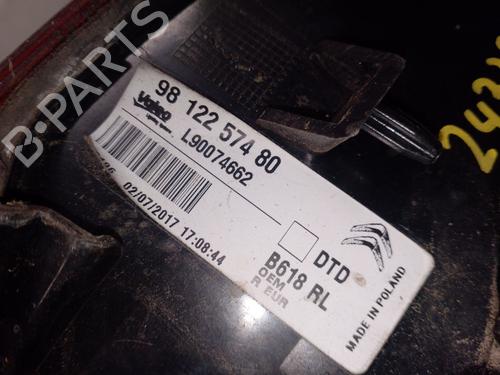 B-PARTS
98 122 574 80
Valeo
L90074662
02/07/2017 17:08:44
DTD
B618 RL
OEM
R EUR
MADE IN POLAND